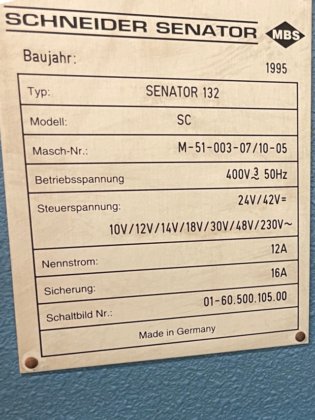 SCHNEIDER SENATOR MBS
Baujahr: 1995
Typ: SENATOR 132
Modell: SC
Masch-Nr.: M-51-003-07/10-05
Betriebsspannung 400V 3 50Hz
Steuerspannung: 24V/42V=
10V/12V/14V/18V/30V/48V/230V~
Nennstrom: 12A
Sicherung: 16A
Schaltbild Nr.: 01-60.500.105.00
Made in Germany